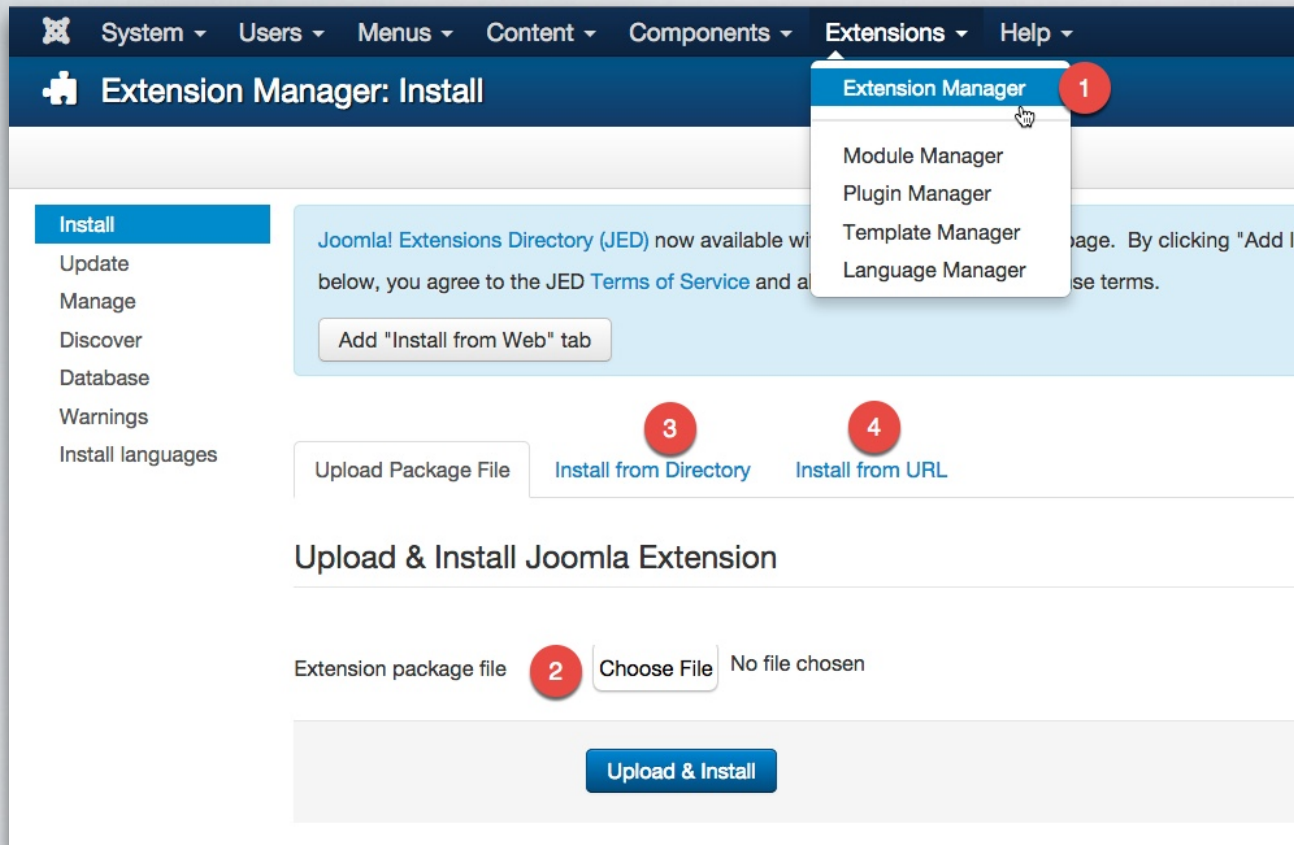 System Users Menus Content Components Extensions Help
Extension Manager: Install
Extension Manager 1
Module Manager
Plugin Manager
Template Manager
Language Manager
Install
Update
Manage
Discover
Database
Warnings
Install languages
Joomla! Extensions Directory (JED) now available page. By clicking "Add
below, you agree to the JED Terms of Service and terms.
Add "Install from Web" tab
3 4
Upload Package File Install from Directory Install from URL
Upload & Install Joomla Extension
Extension package file 2 Choose File No file chosen
Upload & Install